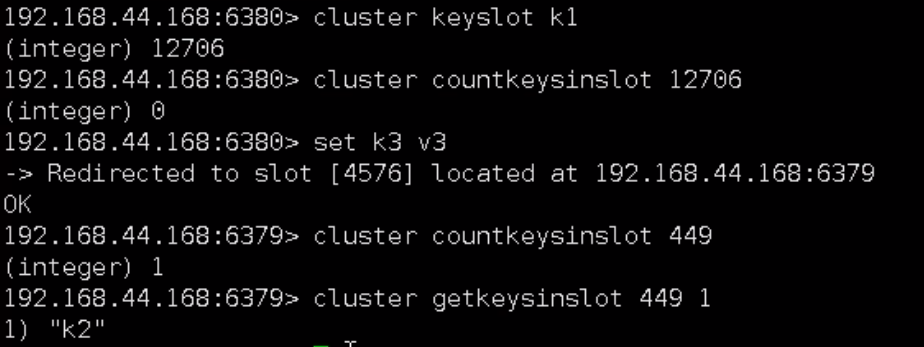 192.168.44.168:6380> cluster keyslot k1
(integer) 12706
192.168.44.168:6380> cluster countkeysinslot 12706
(integer) 0
192.168.44.168:6380> set k3 v3
-> Redirected to slot [4576] located at 192.168.44.168:6379
OK
192.168.44.168:6379> cluster countkeysinslot 449
(integer) 1
192.168.44.168:6379> cluster getkeysinslot 449 1
1) "k2"